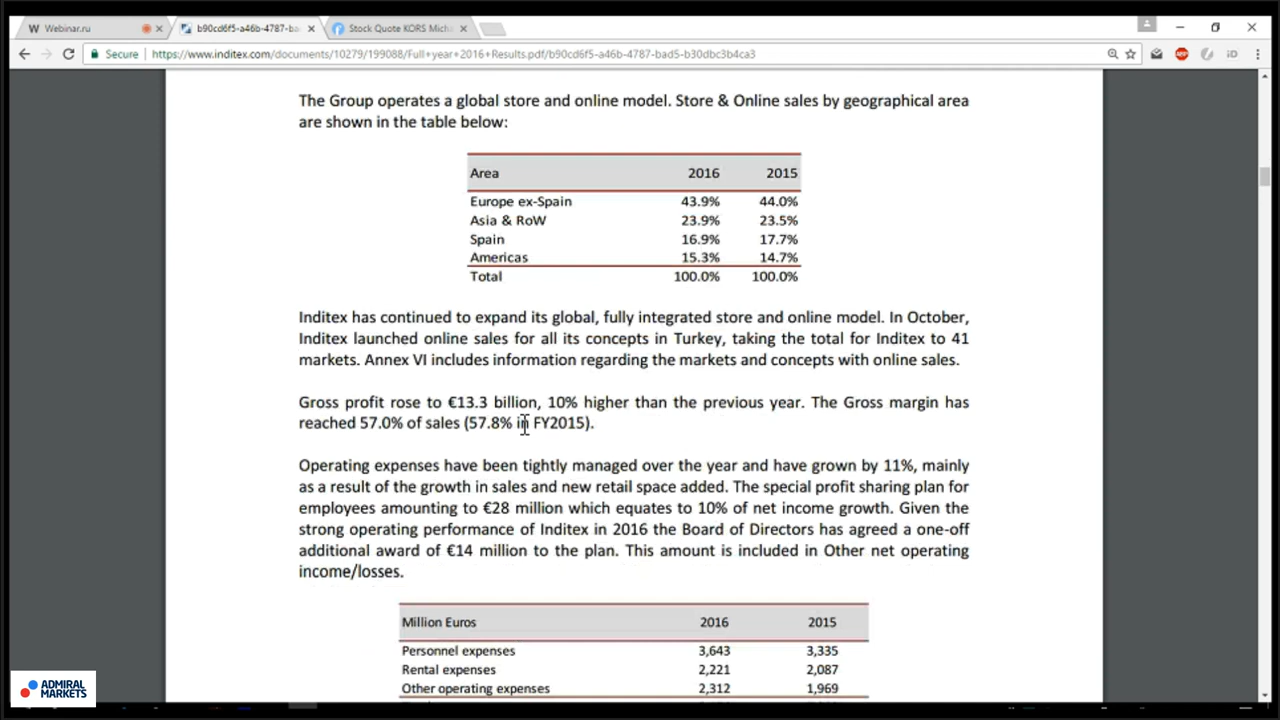 Webinar.ru
b90cd6f5-a46b-4787-ba
Stock Quote KORS Mich
Secure
https://www.inditex.com/documents/10279/199088/Full+year+2016+Results.pdf/b90cd6f5-a46b-4787-bad5-b30dbc3b4ca3
The Group operates a global store and online model. Store & Online sales by geographical area
are shown in the table below:
Area 2016 2015
Europe ex-Spain 43.9% 44.0%
Asia & RoW 23.9% 23.5%
Spain 16.9% 17.7%
Americas 15.3% 14.7%
Total 100.0% 100.0%
Inditex has continued to expand its global, fully integrated store and online model. In October,
Inditex launched online sales for all its concepts in Turkey, taking the total for Inditex to 41
markets. Annex VI includes information regarding the markets and concepts with online sales.
Gross profit rose to €13.3 billion, 10% higher than the previous year. The Gross margin has
reached 57.0% of sales (57.8% in FY2015).
Operating expenses have been tightly managed over the year and have grown by 11%, mainly
as a result of the growth in sales and new retail space added. The special profit sharing plan for
employees amounting to €28 million which equates to 10% of net income growth. Given the
strong operating performance of Inditex in 2016 the Board of Directors has agreed a one-off
additional award of €14 million to the plan. This amount is included in Other net operating
income/losses.
Million Euros 2016 2015
Personnel expenses 3,643 3,335
Rental expenses 2,221 2,087
Other operating expenses 2,312 1,969
ADMIRAL
MARKETS